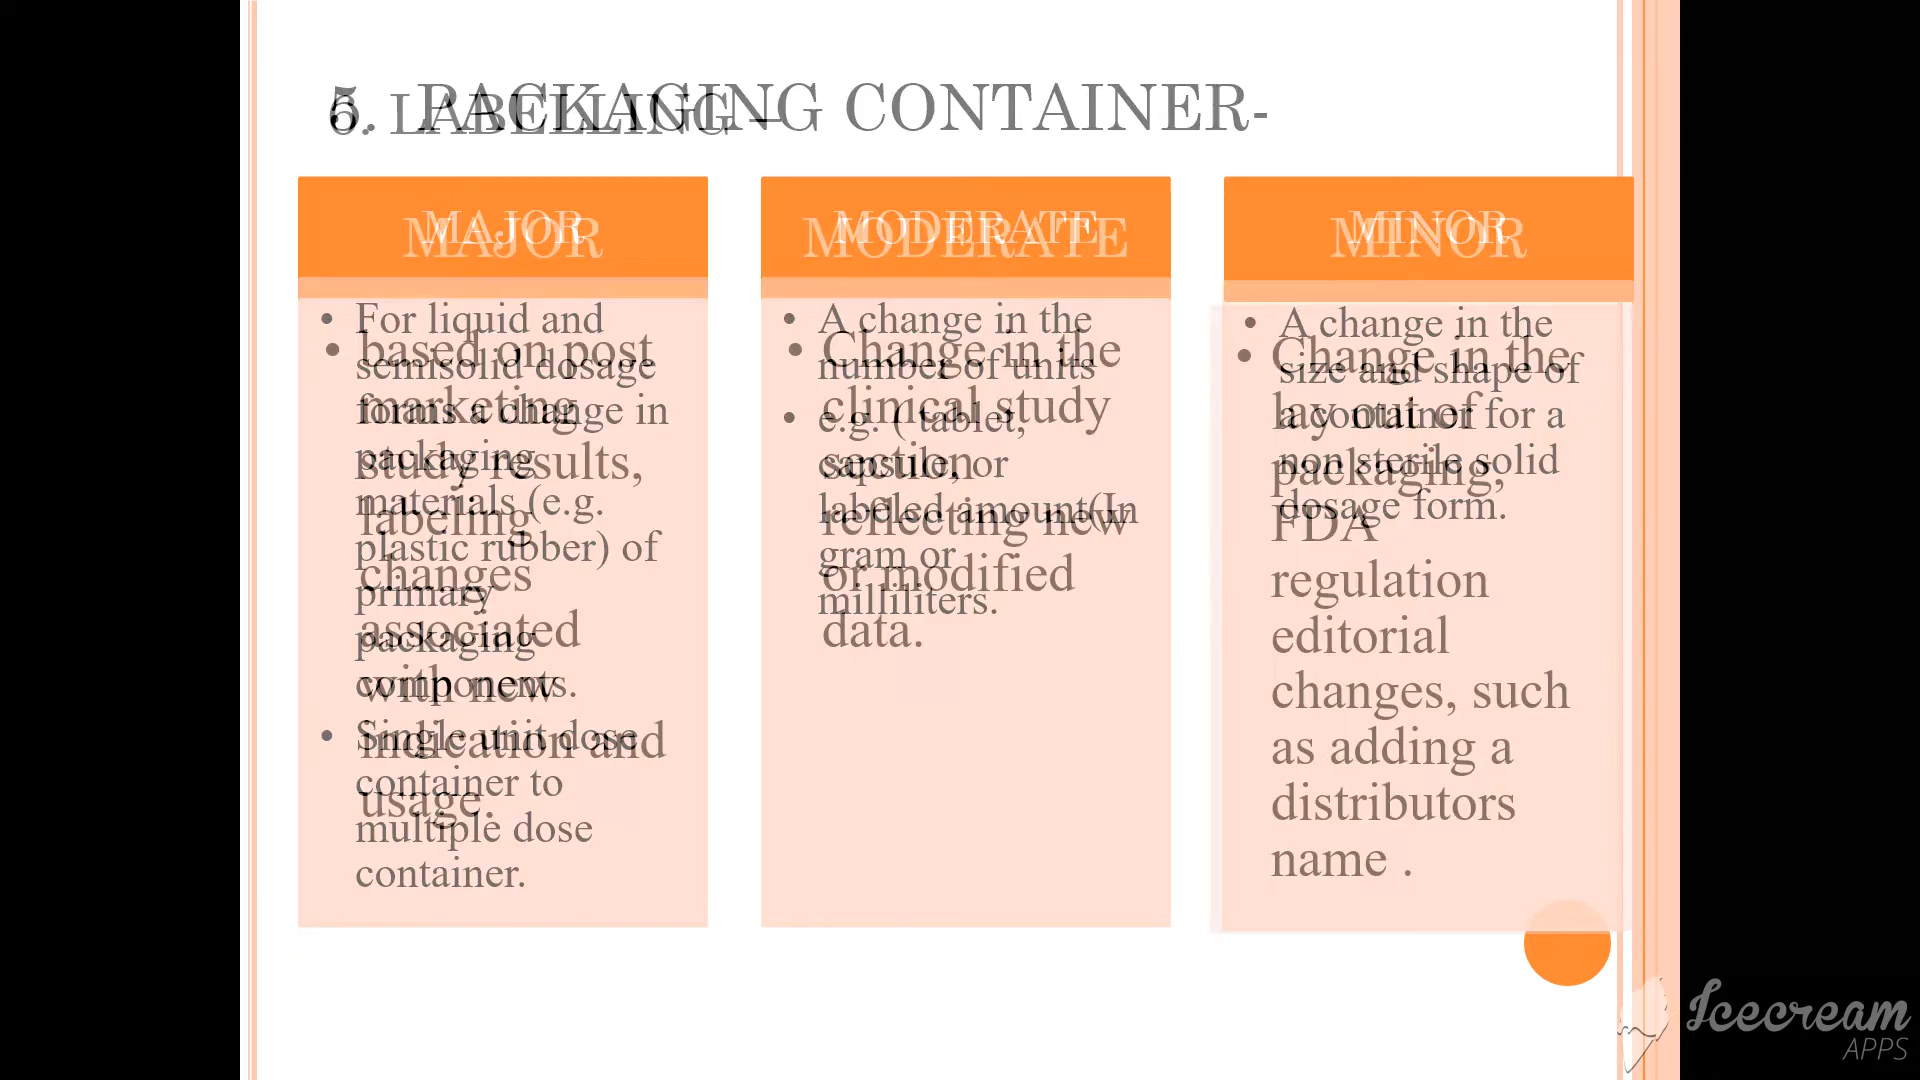 5. PACKAGING CONTAINER-
MAJOR
• For liquid and
semisolid dosage
forms a change in
packaging
materials (e.g.
plastic rubber) of
primary
packaging
components.
• Single unit dose
container to
multiple dose
container.
MODERATE
• A change in the
number of units
• e.g. ( tablet,
capsule, or
labeled amount(In
gram or
milliliters.
MINOR
• A change in the
size and shape of
a container for a
non sterile solid
dosage form.
6. LABELLING –
MAJOR
• based on post
marketing
study results,
labeling
changes
associated
with new
indication and
usage.
MODERATE
• Change in the
clinical study
section
reflecting new
or modified
data.
MINOR
• Change in the
lay out of
packaging,
FDA
regulation
editorial
changes, such
as adding a
distributors
name .
Icecream
APPS